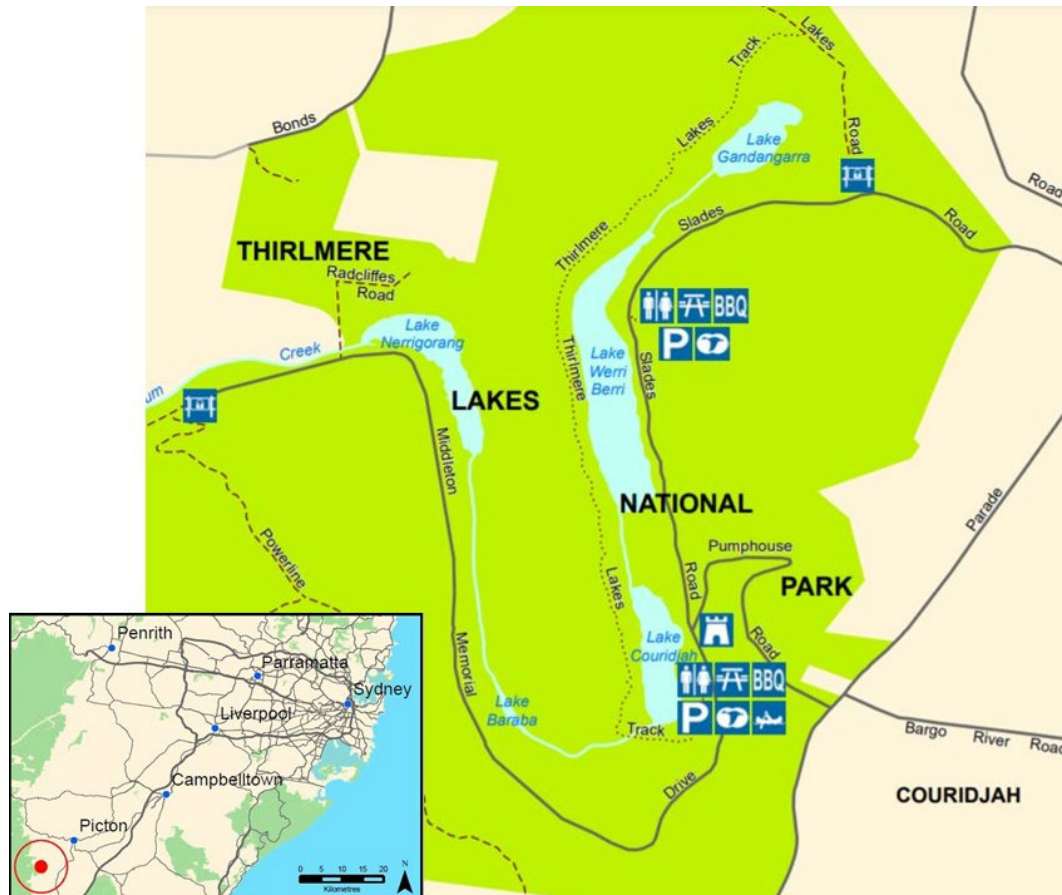 Bonds
Track
Lakes
Lakes
Road
Lake
Gandangarra
Road
Slades
Road
THIRLMERE
Thirlmere
Radcliffes
Road
BBQ
P
Lake
Nerrigorang
Creek
um
Lake
Werri
Berri
Thirlmere
Slades
LAKES
Middleton
NATIONAL
Parade
Pumphouse
PARK
Powerline
Lakes
Road
Road
Lake
Couridjah
BBQ
P
Memorial
Lake
Baraba
Track
Drive
Bargo River Road
COURIDJAH
Penrith
Parramatta
Sydney
Liverpool
Campbelltown
Picton
0 5 10 15 20
Kilometres
N